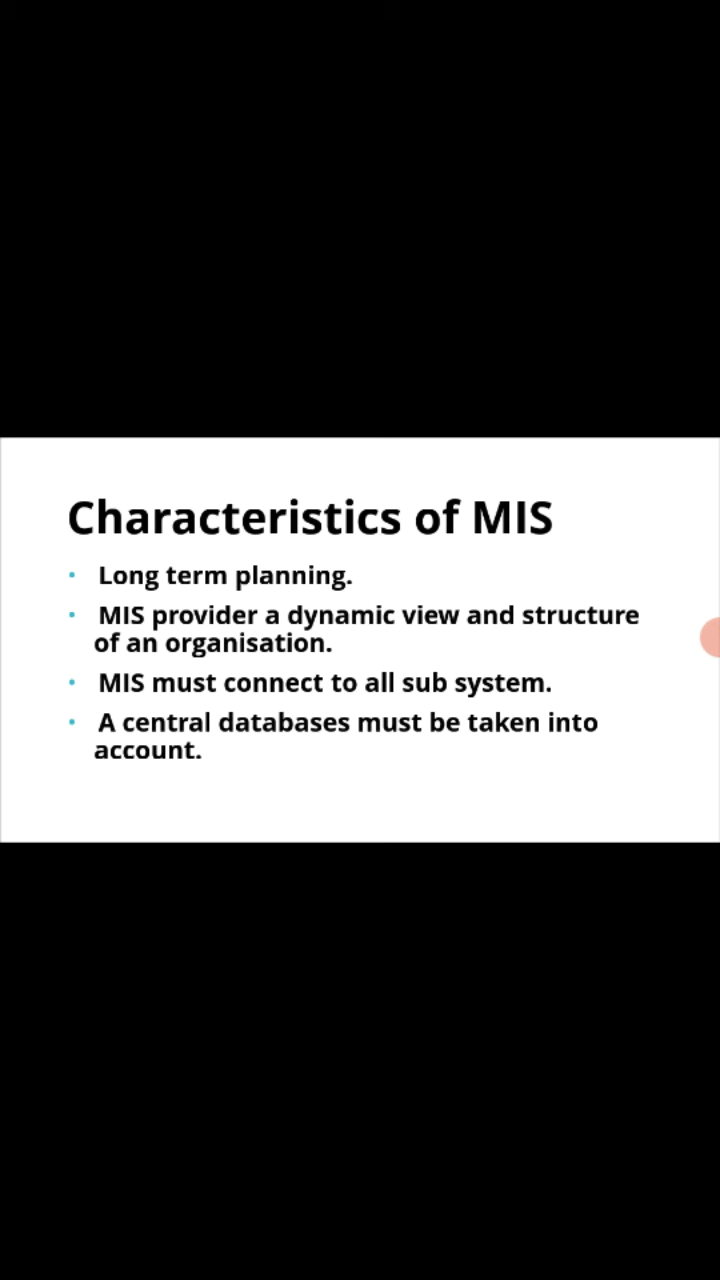 Characteristics of MIS
• Long term planning.
• MIS provider a dynamic view and structure
of an organisation.
• MIS must connect to all sub system.
• A central databases must be taken into
account.